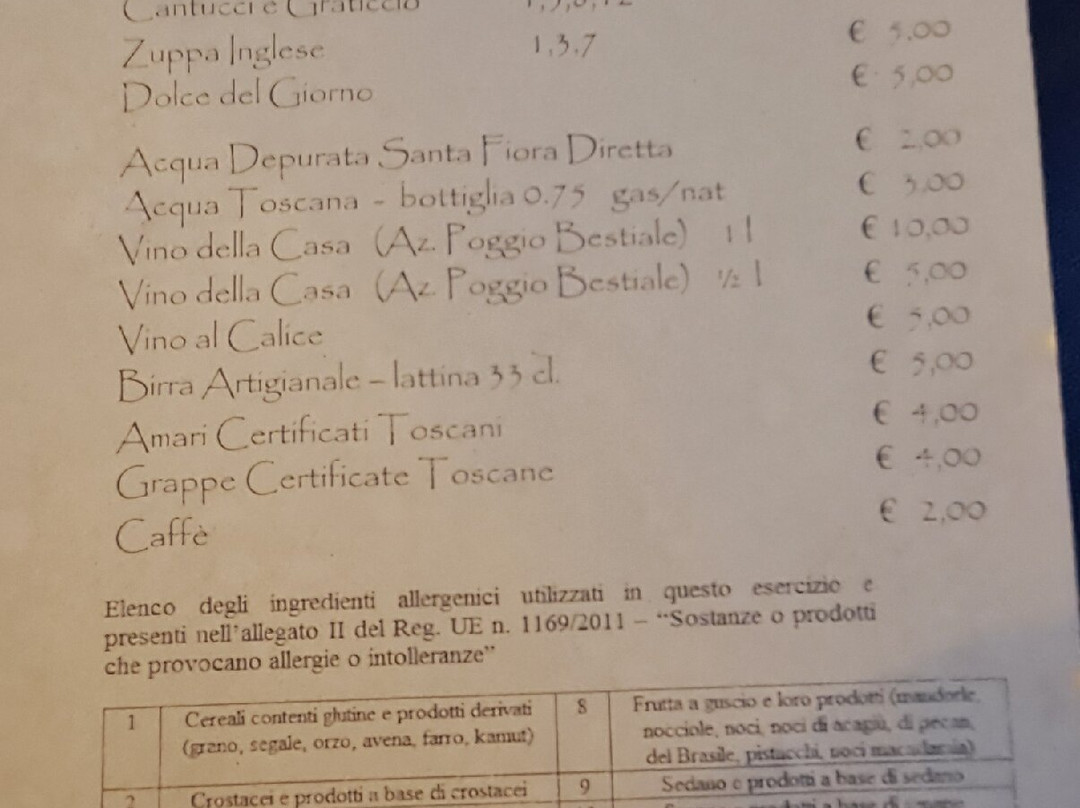 Cantucci e Graticcio
Zuppa Inglese 1,3,7 € 5,00
Dolce del Giorno € 5,00
Acqua Depurata Santa Fiora Diretta € 2,00
Acqua Toscana - bottiglia 0.75 gas/nat € 3,00
Vino della Casa (Az. Poggio Bestiale) 1 l € 10,00
Vino della Casa (Az. Poggio Bestiale) ½ l € 5,00
Vino al Calice € 5,00
Birra Artigianale – lattina 33 cl. € 5,00
Amari Certificati Toscani € 4,00
Grappe Certificate Toscane € 4,00
Caffè € 2,00
Elenco degli ingredienti allergenici utilizzati in questo esercizio e
presenti nell'allegato II del Reg. UE n. 1169/2011 – “Sostanze o prodotti
che provocano allergie o intolleranze”
1 Cereali contenti glutine e prodotti derivati
(grano, segale, orzo, avena, farro, kamut)
8 Frutta a guscio e loro prodotti (mandorle,
nocciole, noci, noci di acagiù, di pecan,
del Brasile, pistacchi, noci macadamia)
2 Crostacei e prodotti a base di crostacei
9 Sedano e prodotti a base di sedano